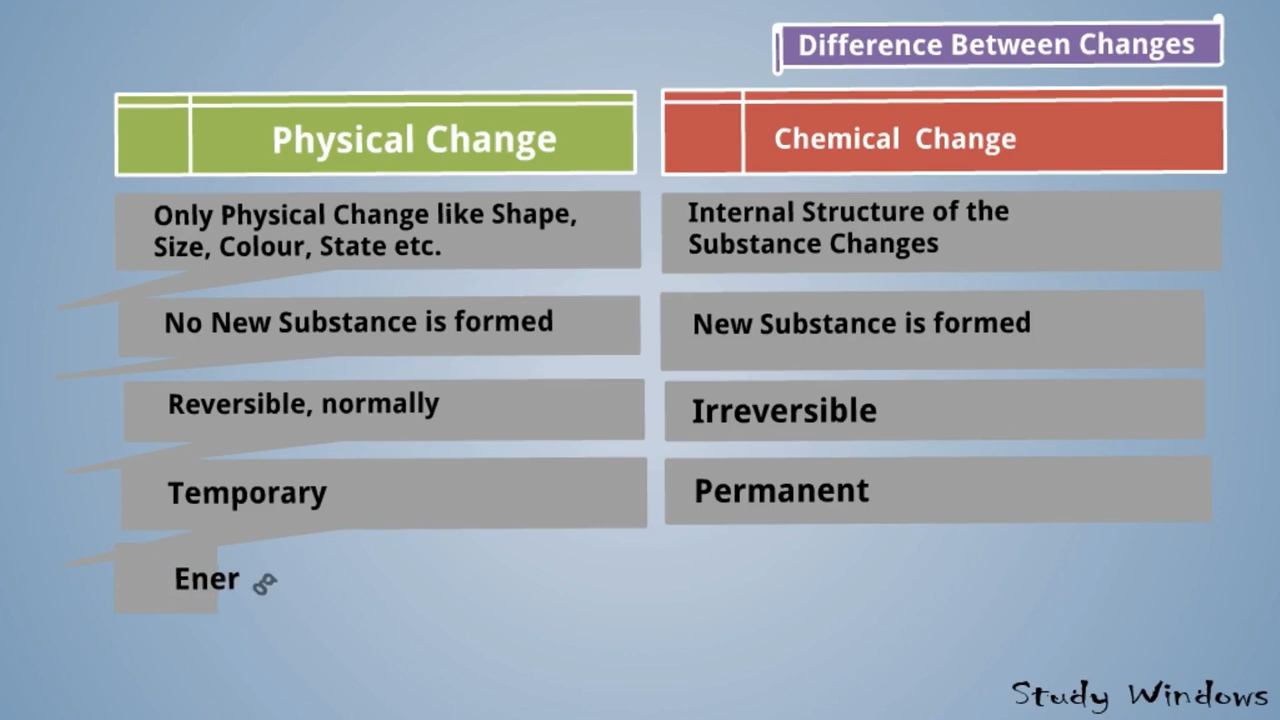 Difference Between Changes
Physical Change
Chemical  Change
Only Physical Change like Shape,
Size, Colour, State etc.
Internal Structure of the
Substance Changes
No New Substance is formed
New Substance is formed
Reversible, normally
Irreversible
Temporary
Permanent
Ener
Study Windows